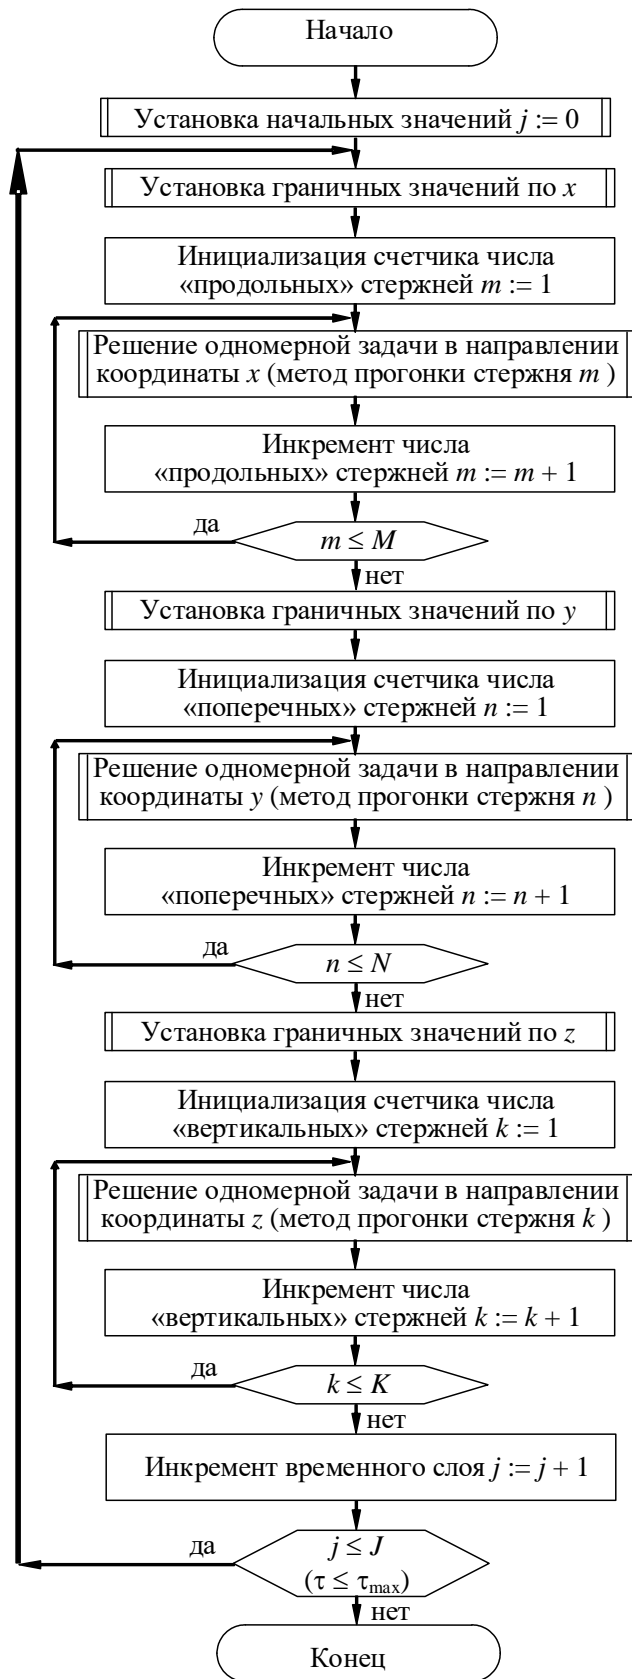 Начало
Установка начальных значений j := 0
Установка граничных значений по x
Инициализация счетчика числа
«продольных» стержней m := 1
Решение одномерной задачи в направлении
координаты x (метод прогонки стержня m )
Инкремент числа
«продольных» стержней m := m + 1
да
m ≤ M
нет
Установка граничных значений по y
Инициализация счетчика числа
«поперечных» стержней n := 1
Решение одномерной задачи в направлении
координаты y (метод прогонки стержня n )
Инкремент числа
«поперечных» стержней n := n + 1
да
n ≤ N
нет
Установка граничных значений по z
Инициализация счетчика числа
«вертикальных» стержней k := 1
Решение одномерной задачи в направлении
координаты z (метод прогонки стержня k )
Инкремент числа
«вертикальных» стержней k := k + 1
да
k ≤ K
нет
Инкремент временного слоя j := j + 1
да
j ≤ J
(τ ≤ τmax)
нет
Конец